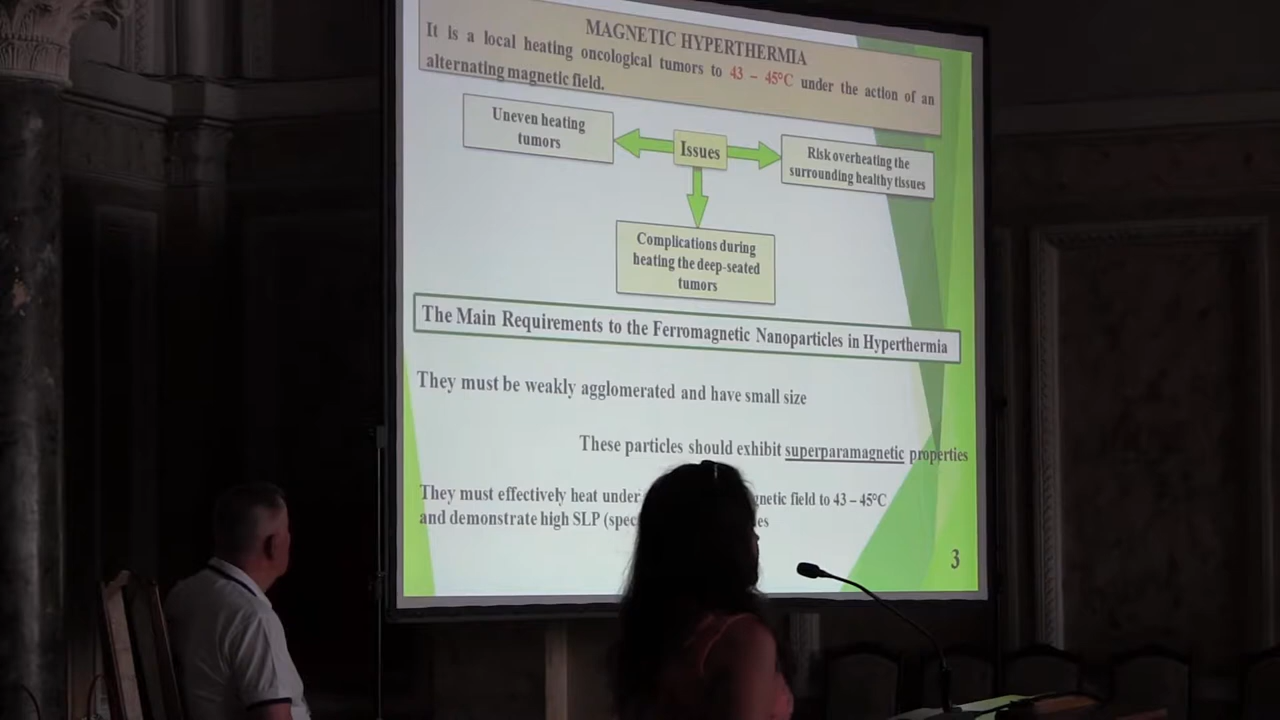 MAGNETIC HYPERTHERMIA
It is a local heating oncological tumors to 43 – 45°C under the action of an
alternating magnetic field.
Uneven heating
tumors
Issues
Risk overheating the
surrounding healthy tissues
Complications during
heating the deep-seated
tumors
The Main Requirements to the Ferromagnetic Nanoparticles in Hyperthermia
They must be weakly agglomerated and have small size
These particles should exhibit superparamagnetic properties
They must effectively heat under field to 43 – 45°C
and demonstrate high SLP
3